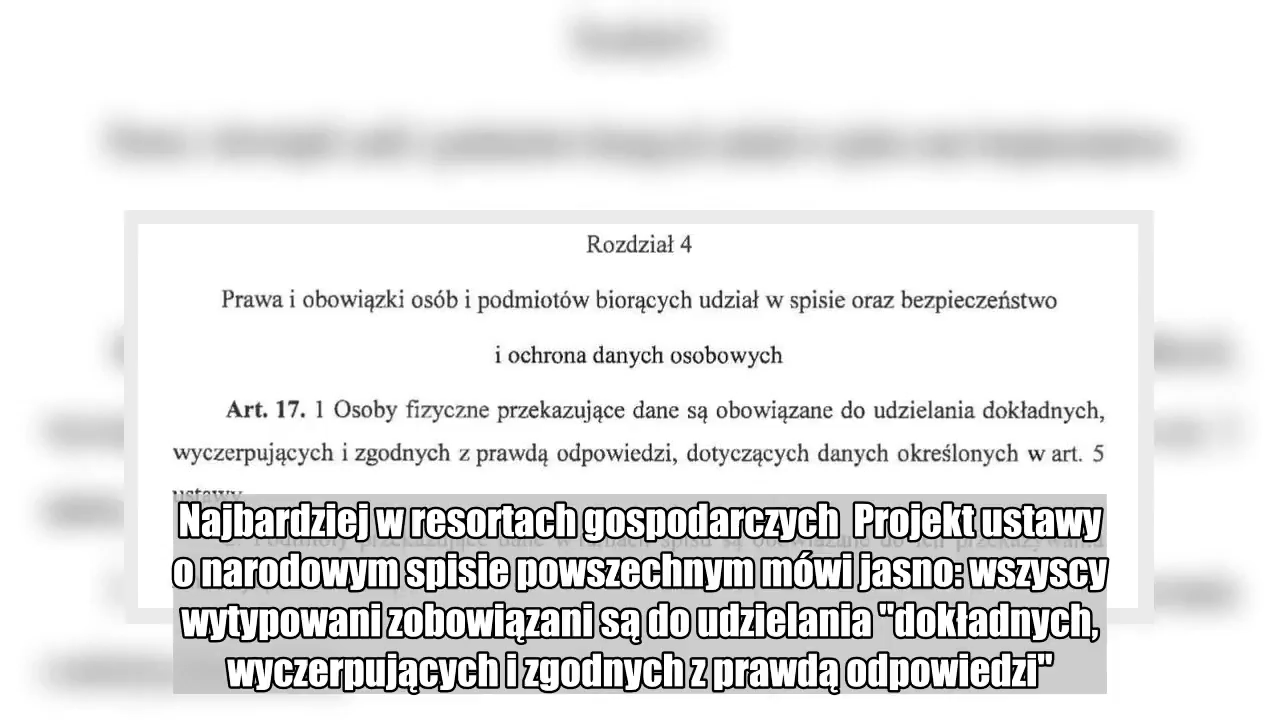 Rozdział 4
Prawa i obowiązki osób i podmiotów biorących udział w spisie oraz bezpieczeństwo
i ochrona danych osobowych
Art. 17. 1 Osoby fizyczne przekazujące dane są obowiązane do udzielania dokładnych,
wyczerpujących i zgodnych z prawdą odpowiedzi, dotyczących danych określonych w art. 5
ustawy.
Najbardziej w resortach gospodarczych Projekt ustawy
o narodowym spisie powszechnym mówi jasno: wszyscy
wytypowani zobowiązani są do udzielania "dokładnych,
wyczerpujących i zgodnych z prawdą odpowiedzi"